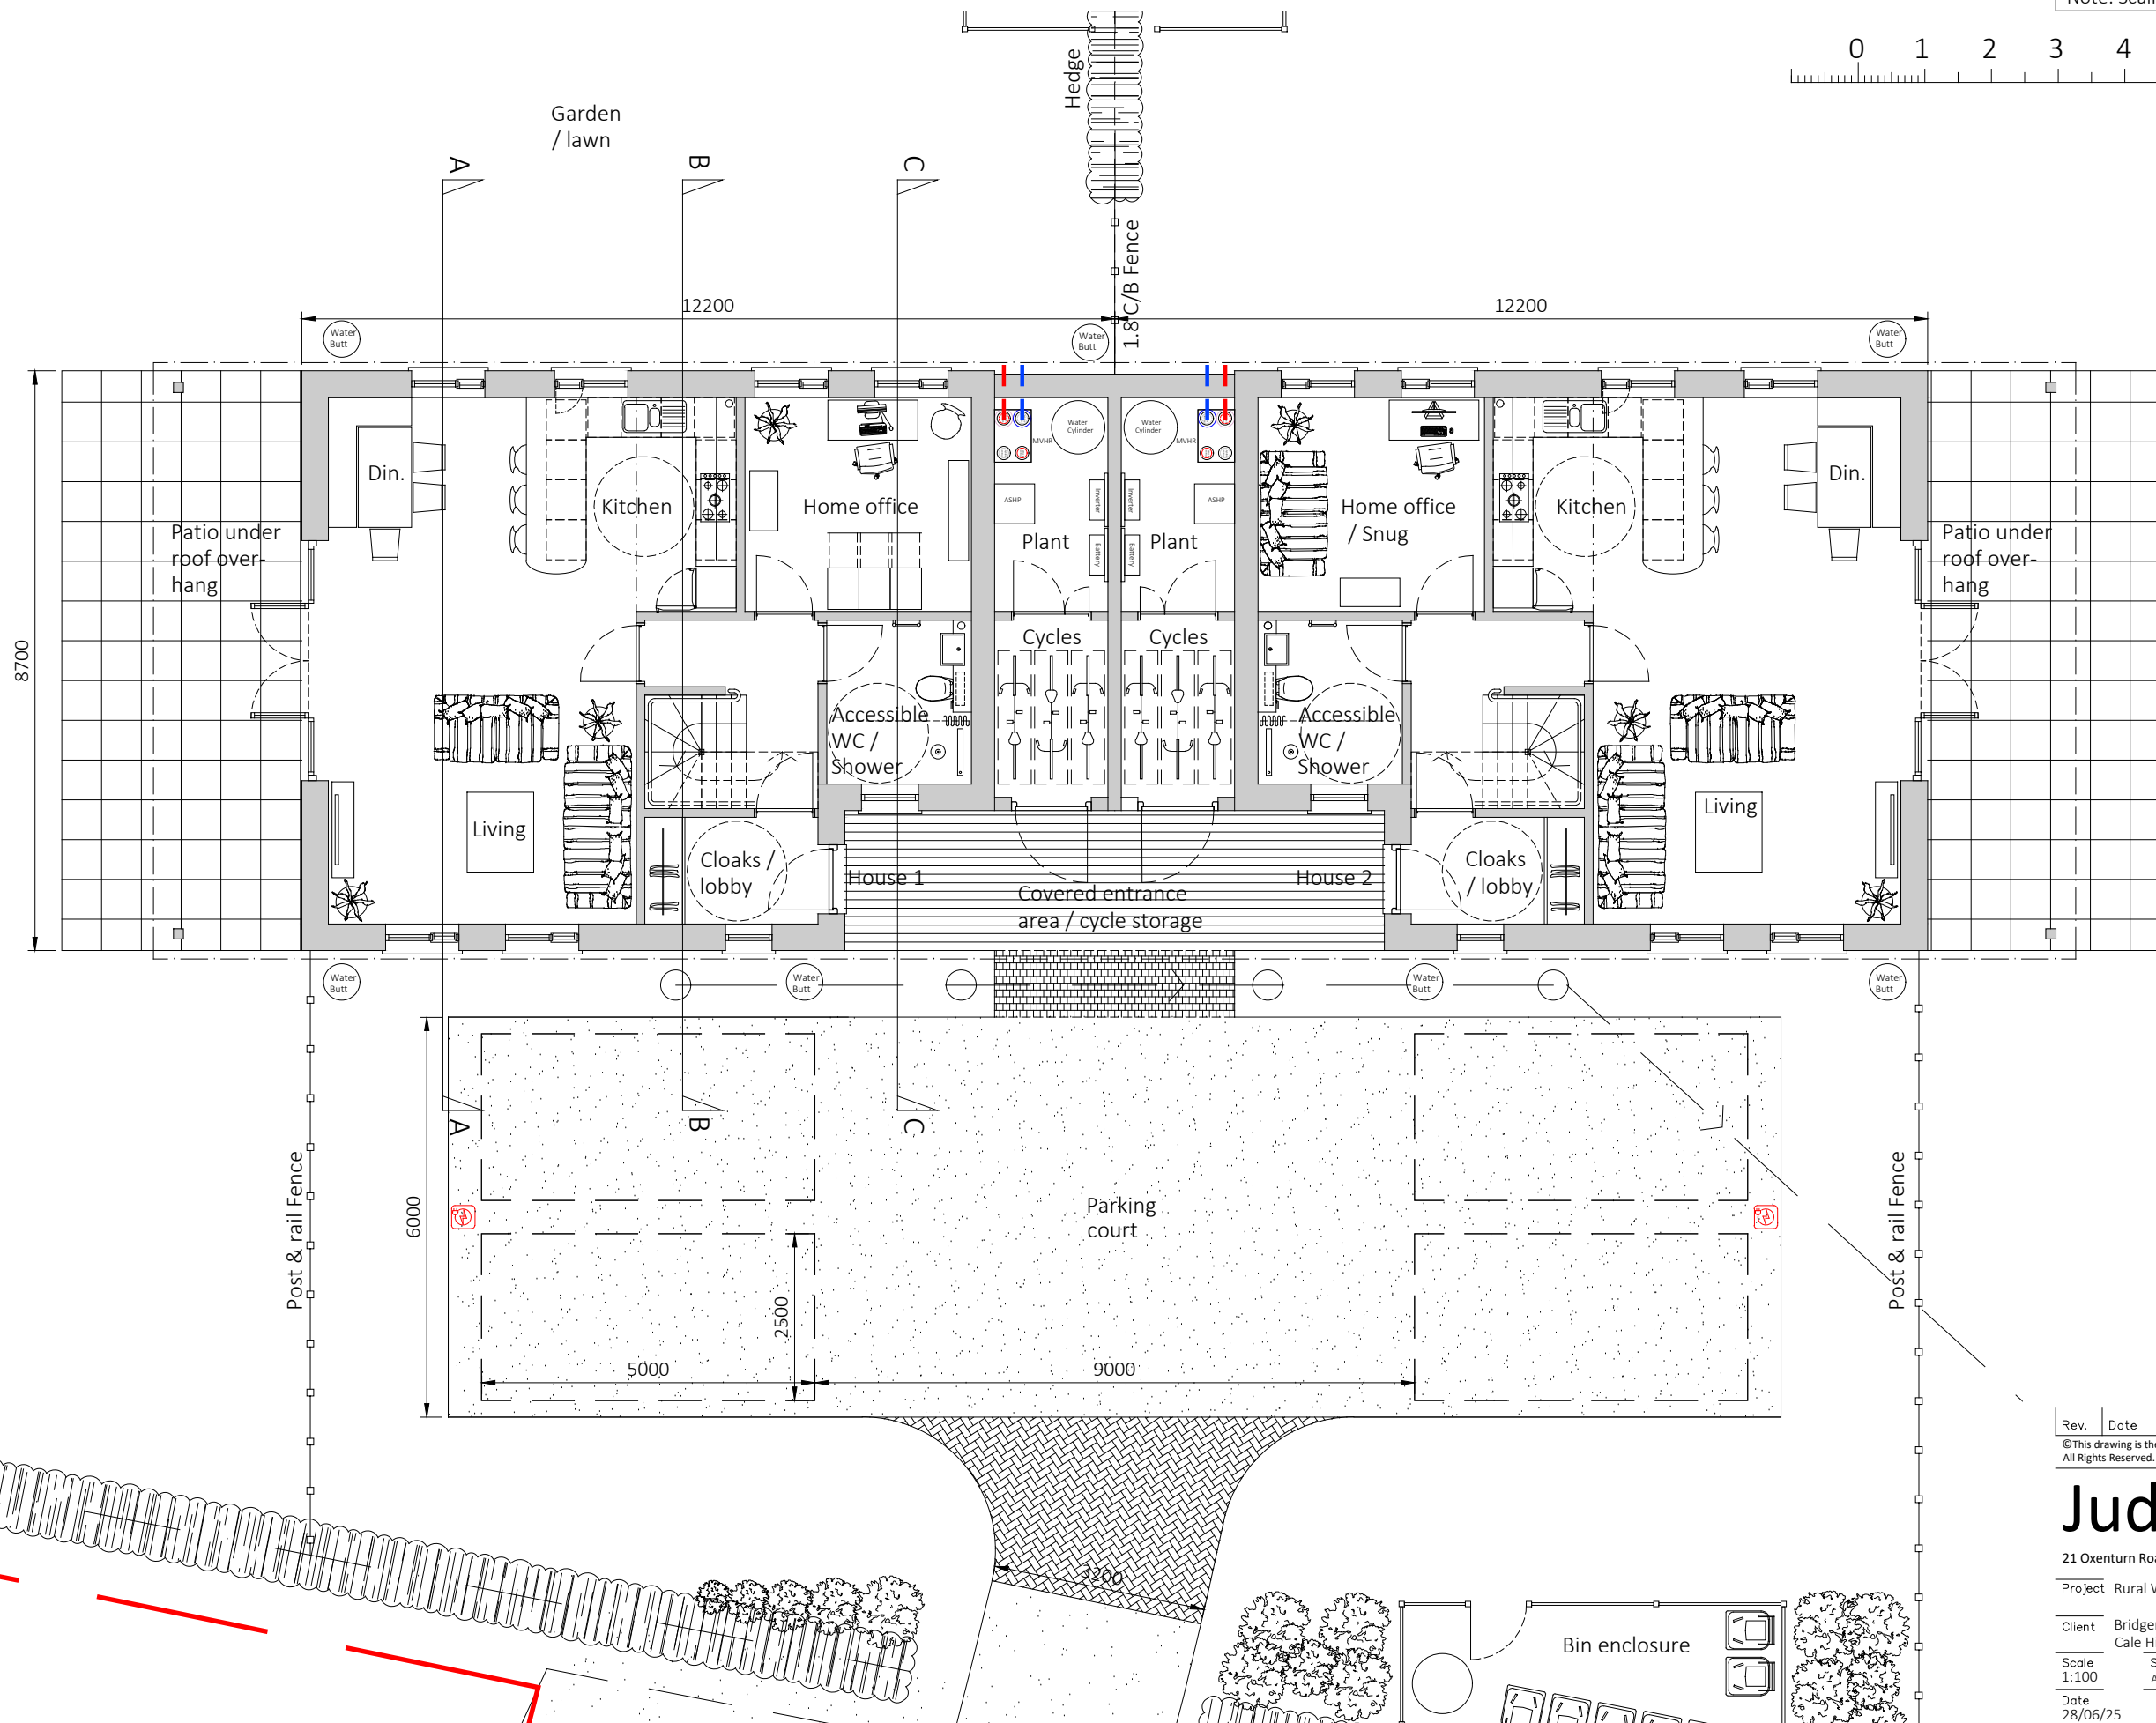 0 1 2 3 4
Hedge
Garden
/ lawn
A
B
C
1.8 C/B Fence
12200
12200
Water
Butt
Water
Butt
Water
Butt
8700
Din.
Kitchen
Home office
MVHR
Water
Cylinder
Water
Cylinder
MVHR
ASHP
Inverter
Inverter
ASHP
Plant
Plant
Battery
Battery
Home office
/ Snug
Kitchen
Din.
Patio under
roof over-
hang
Patio under
roof over-
hang
Cycles
Cycles
Accessible
WC /
Shower
Accessible
WC /
Shower
Living
Living
Cloaks /
lobby
House 1
Covered entrance
area / cycle storage
House 2
Cloaks
/ lobby
Water
Butt
Water
Butt
Water
Butt
Water
Butt
A
B
C
Post & rail Fence
6000
Parking
court
Post & rail Fence
2500
5000
9000
3200
Bin enclosure
Rev. Date
©This drawing is the
All Rights Reserved.
Jud
21 Oxenturn Roa
Project Rural
Client
Cale H
Scale
1:100
Date
28/06/25